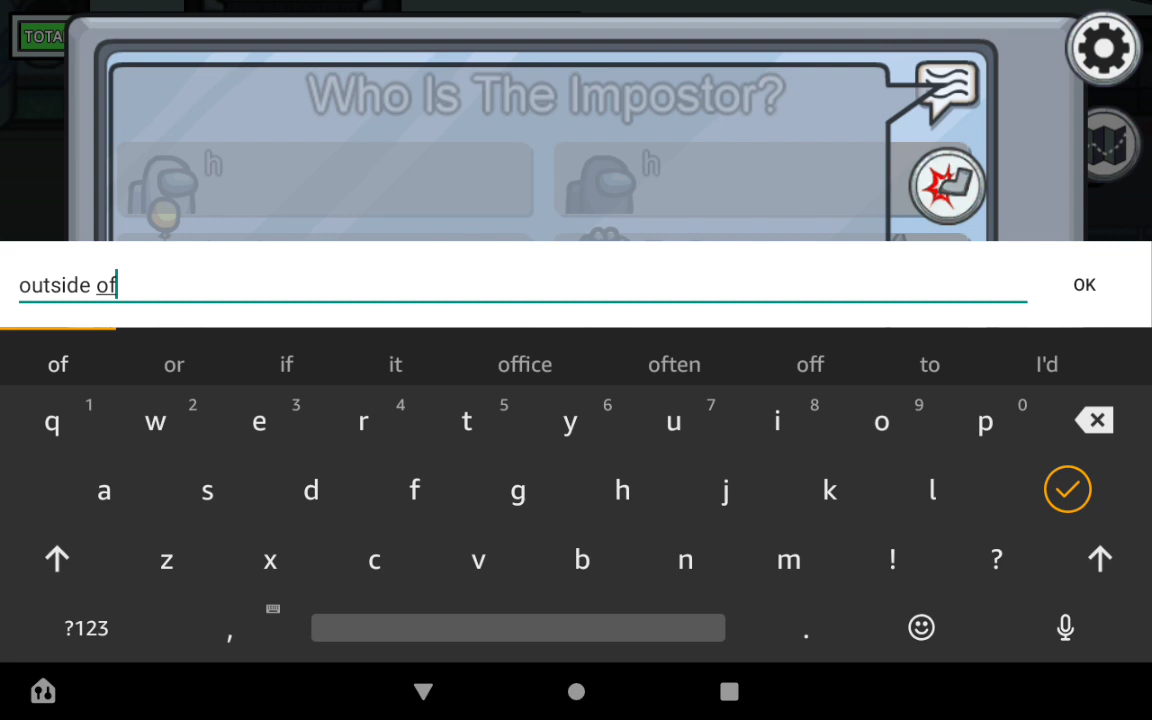 TOTA
Who Is The Impostor?
h h
outside of OK
of or if it office often off to I'd
1 2 3 4 5 6 7 8 9 0
q w e r t y u i o p
a s d f g h j k l
z x c v b n m ! ?
?123 , .